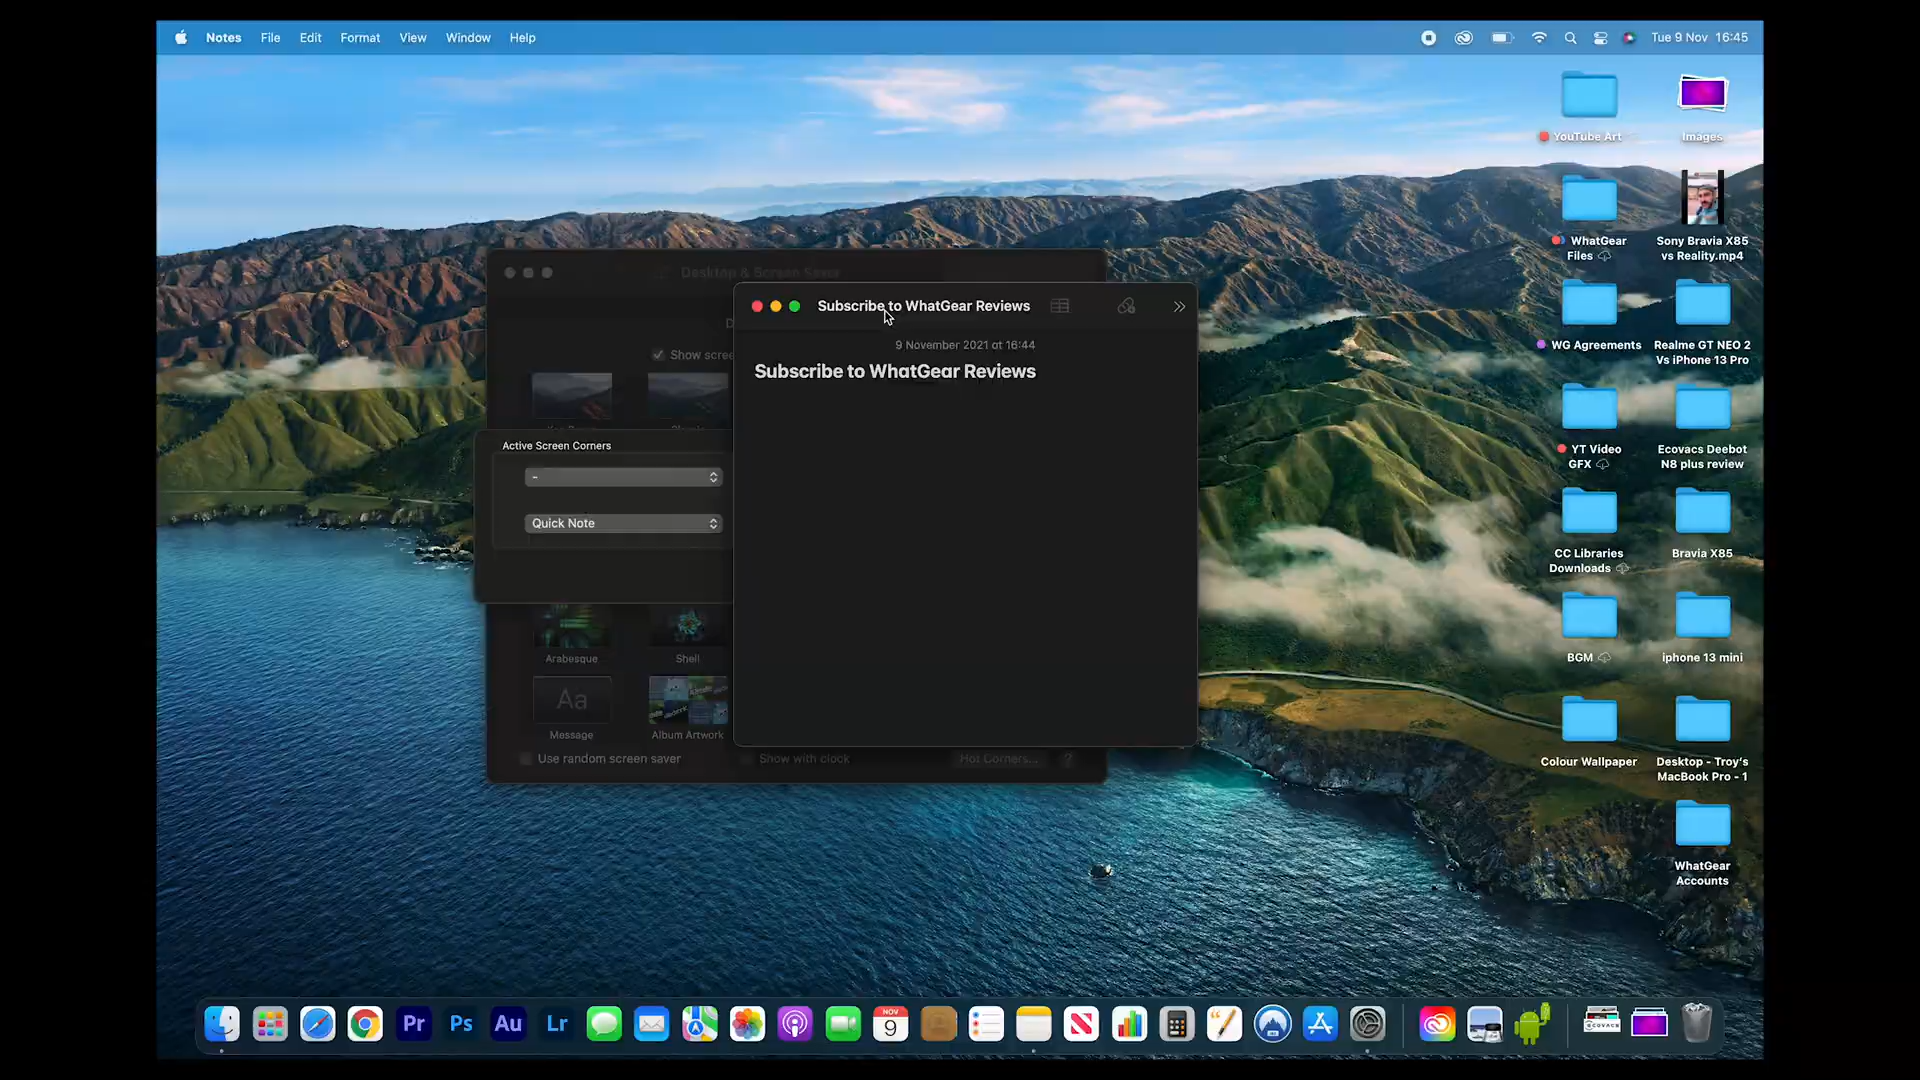 Notes File Edit Format View Window Help
Tue 9 Nov 16:45
YouTube Art
Images
WhatGear
Files
Sony Bravia X85
vs Reality.mp4
WG Agreements
Realme GT NEO 2
Vs iPhone 13 Pro
YT Video
GFX
Ecovacs Deebot
N8 plus review
CC Libraries
Downloads
Bravia X85
BGM
iphone 13 mini
Colour Wallpaper
Desktop - Troy's
MacBook Pro - 1
WhatGear
Accounts
Desktop & Screen Saver
Show scree
Active Screen Corners
-
Quick Note
Arabesque
Shell
Aa
Message
Album Artwork
Use random screen saver
Show with clock
Hot Corners...
?
Subscribe to WhatGear Reviews
9 November 2021 at 16:44
Subscribe to WhatGear Reviews
Pr
Ps
Au
Lr
NOV
9
ECOVACS